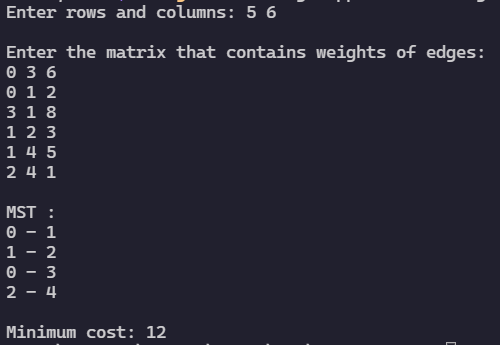 Enter rows and columns: 5 6
Enter the matrix that contains weights of edges:
0 3 6
0 1 2
3 1 8
1 2 3
1 4 5
2 4 1
MST :
0 - 1
1 - 2
0 - 3
2 - 4
Minimum cost: 12